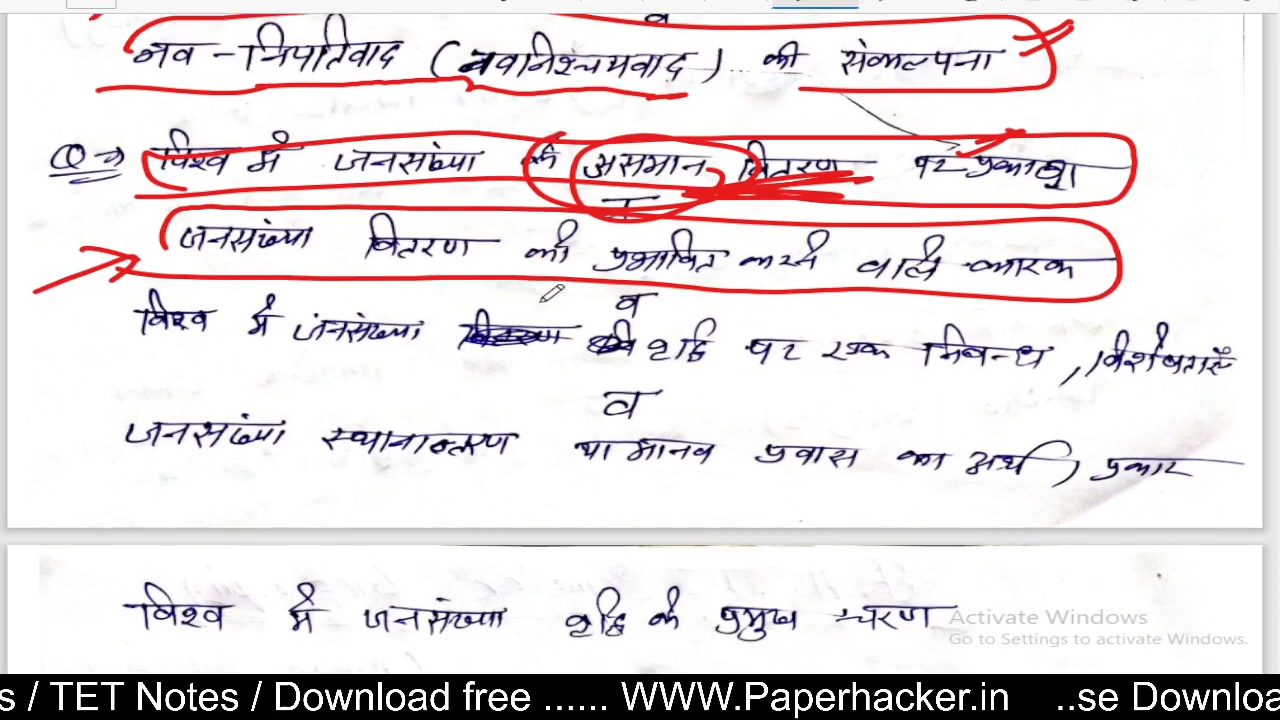 व
नव - नियतिवाद (नवनिश्चयवाद) की संकल्पना
Q → विश्व में जनसंख्या के असमान वितरण पर प्रकाश
व
जनसंख्या वितरण को प्रभावित करने वाले कारक
व
विश्व में जनसंख्या वृद्धि पर एक निबन्ध, विशेषताएँ
व
जनसंख्या स्थानान्तरण या मानव प्रवास का अर्थ, प्रकार
विश्व में जनसंख्या वृद्धि के प्रमुख चरण
Activate Windows
Go to Settings to activate Windows.
s / TET Notes / Download free ...... WWW.Paperhacker.in ..se Downloa